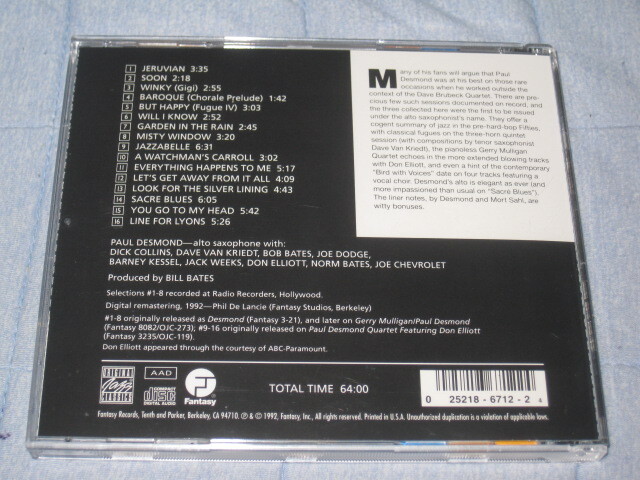 1 JERUVIAN 3:35
2 SOON 2:18
3 WINKY (Gigi) 2:55
4 BAROQUE (Chorale Prelude) 1:42
5 BUT HAPPY (Fugue IV) 3:03
6 WILL I KNOW 2:52
7 GARDEN IN THE RAIN 2:45
8 MISTY WINDOW 3:20
9 JAZZABELLE 6:31
10 A WATCHMAN'S CARROLL 3:02
11 EVERYTHING HAPPENS TO ME 5:17
12 LET'S GET AWAY FROM IT ALL 4:09
13 LOOK FOR THE SILVER LINING 4:43
14 SACRE BLUES 6:05
15 YOU GO TO MY HEAD 5:42
16 LINE FOR LYONS 5:26
PAUL DESMOND—alto saxophone with:
DICK COLLINS, DAVE VAN KRIEDT, BOB BATES, JOE DODGE,
BARNEY KESSEL, JACK WEEKS, DON ELLIOTT, NORM BATES, JOE CHEVROLET
Produced by BILL BATES
Selections #1-8 recorded at Radio Recorders, Hollywood.
Digital remastering, 1992—Phil De Lancie (Fantasy Studios, Berkeley)
#1-8 originally released as Desmond (Fantasy 3-21), and later on Gerry Mulligan/Paul Desmond
(Fantasy 8082/OJC-273); #9-16 originally released on Paul Desmond Quartet Featuring Don Elliott
(Fantasy 3235/OJC-119).
Don Elliott appeared through the courtesy of ABC-Paramount.
Many of his fans will argue that Paul
Desmond was at his best on those rare
occasions when he worked outside the
context of the Dave Brubeck Quartet. There are pre-
cious few such sessions documented on record, and
the three collected here were the first to be issued
under the alto saxophonist's name. They offer a
cogent summary of jazz in the pre-hard-bop Fifties,
with classical fugues on the three-horn quintet
session (with compositions by tenor saxophonist
Dave Van Kriedt), the pianoless Gerry Mulligan
Quartet echoes in the more extended blowing tracks
with Don Elliott, and even a hint of the contemporary
"Bird with Voices" date on four tracks featuring a
vocal choir. Desmond's alto is elegant as ever (and
more impassioned than usual on "Sacre Blues").
The liner notes, by Desmond and Mort Sahl, are
witty bonuses.
ORIGINAL
Jazz
CLASSICS
AAD
COMPACT
disc
DIGITAL AUDIO
F
Fantasy
TOTAL TIME 64:00
0 25218-6712-2 4
Fantasy Records, Tenth and Parker, Berkeley, CA 94710. ℗ & © 1992, Fantasy, Inc., All rights reserved. Printed in U.S.A. Unauthorized duplication is a violation of applicable laws.